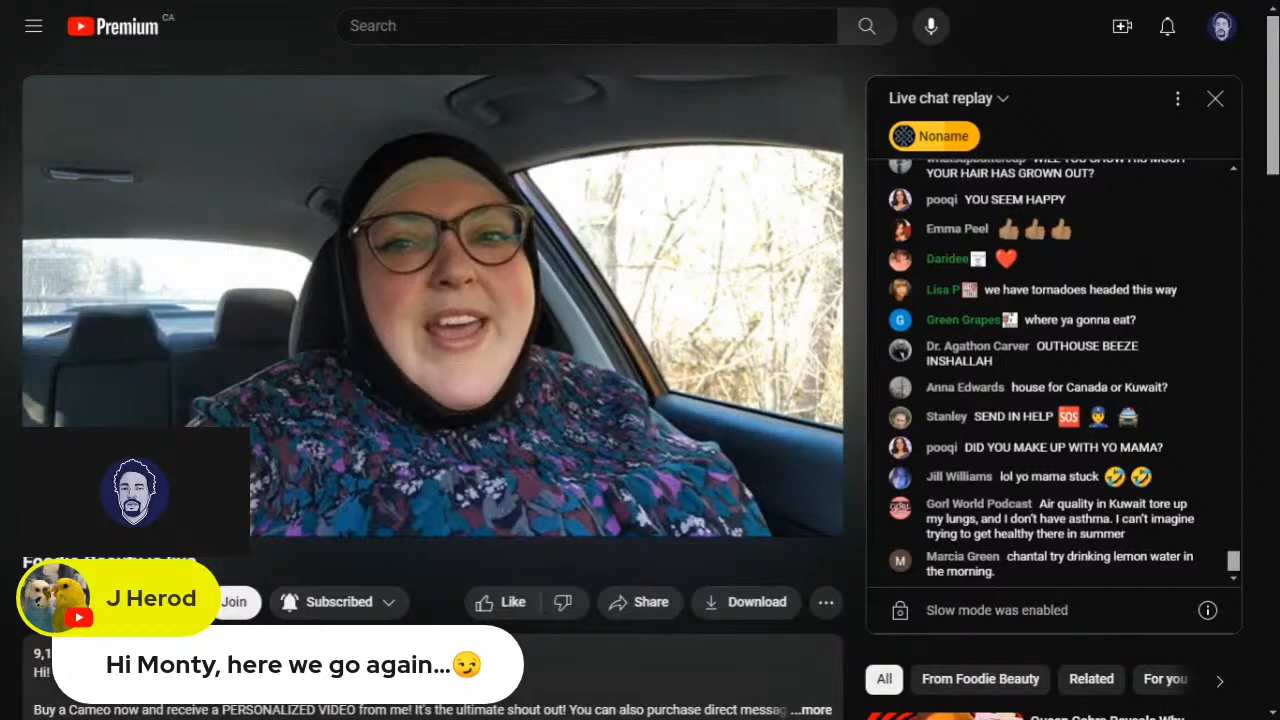 Premium CA
Search
Live chat replay
Noname
YOUR HAIR HAS GROWN OUT?
pooqi YOU SEEM HAPPY
Emma Peel 👍🏽👍🏽👍🏽
Daridee ❤️
Lisa P we have tornadoes headed this way
G Green Grapes where ya gonna eat?
Dr. Agathon Carver OUTHOUSE BEEZE
INSHALLAH
Anna Edwards house for Canada or Kuwait?
Stanley SEND IN HELP 🆘 👮‍♂️ 🚔
pooqi DID YOU MAKE UP WITH YO MAMA?
Jill Williams lol yo mama stuck 🤣 🤣
Gorl World Podcast Air quality in Kuwait tore up
my lungs, and I don't have asthma. I can't imagine
trying to get healthy there in summer
M Marcia Green chantal try drinking lemon water in
the morning.
Slow mode was enabled
J Herod
Join
Subscribed
Like
Share
Download
Hi Monty, here we go again...😏
9,1
Hi!
Buy a Cameo now and receive a PERSONALIZED VIDEO from me! It's the ultimate shout out! You can also purchase direct messag ...more
All
From Foodie Beauty
Related
For you